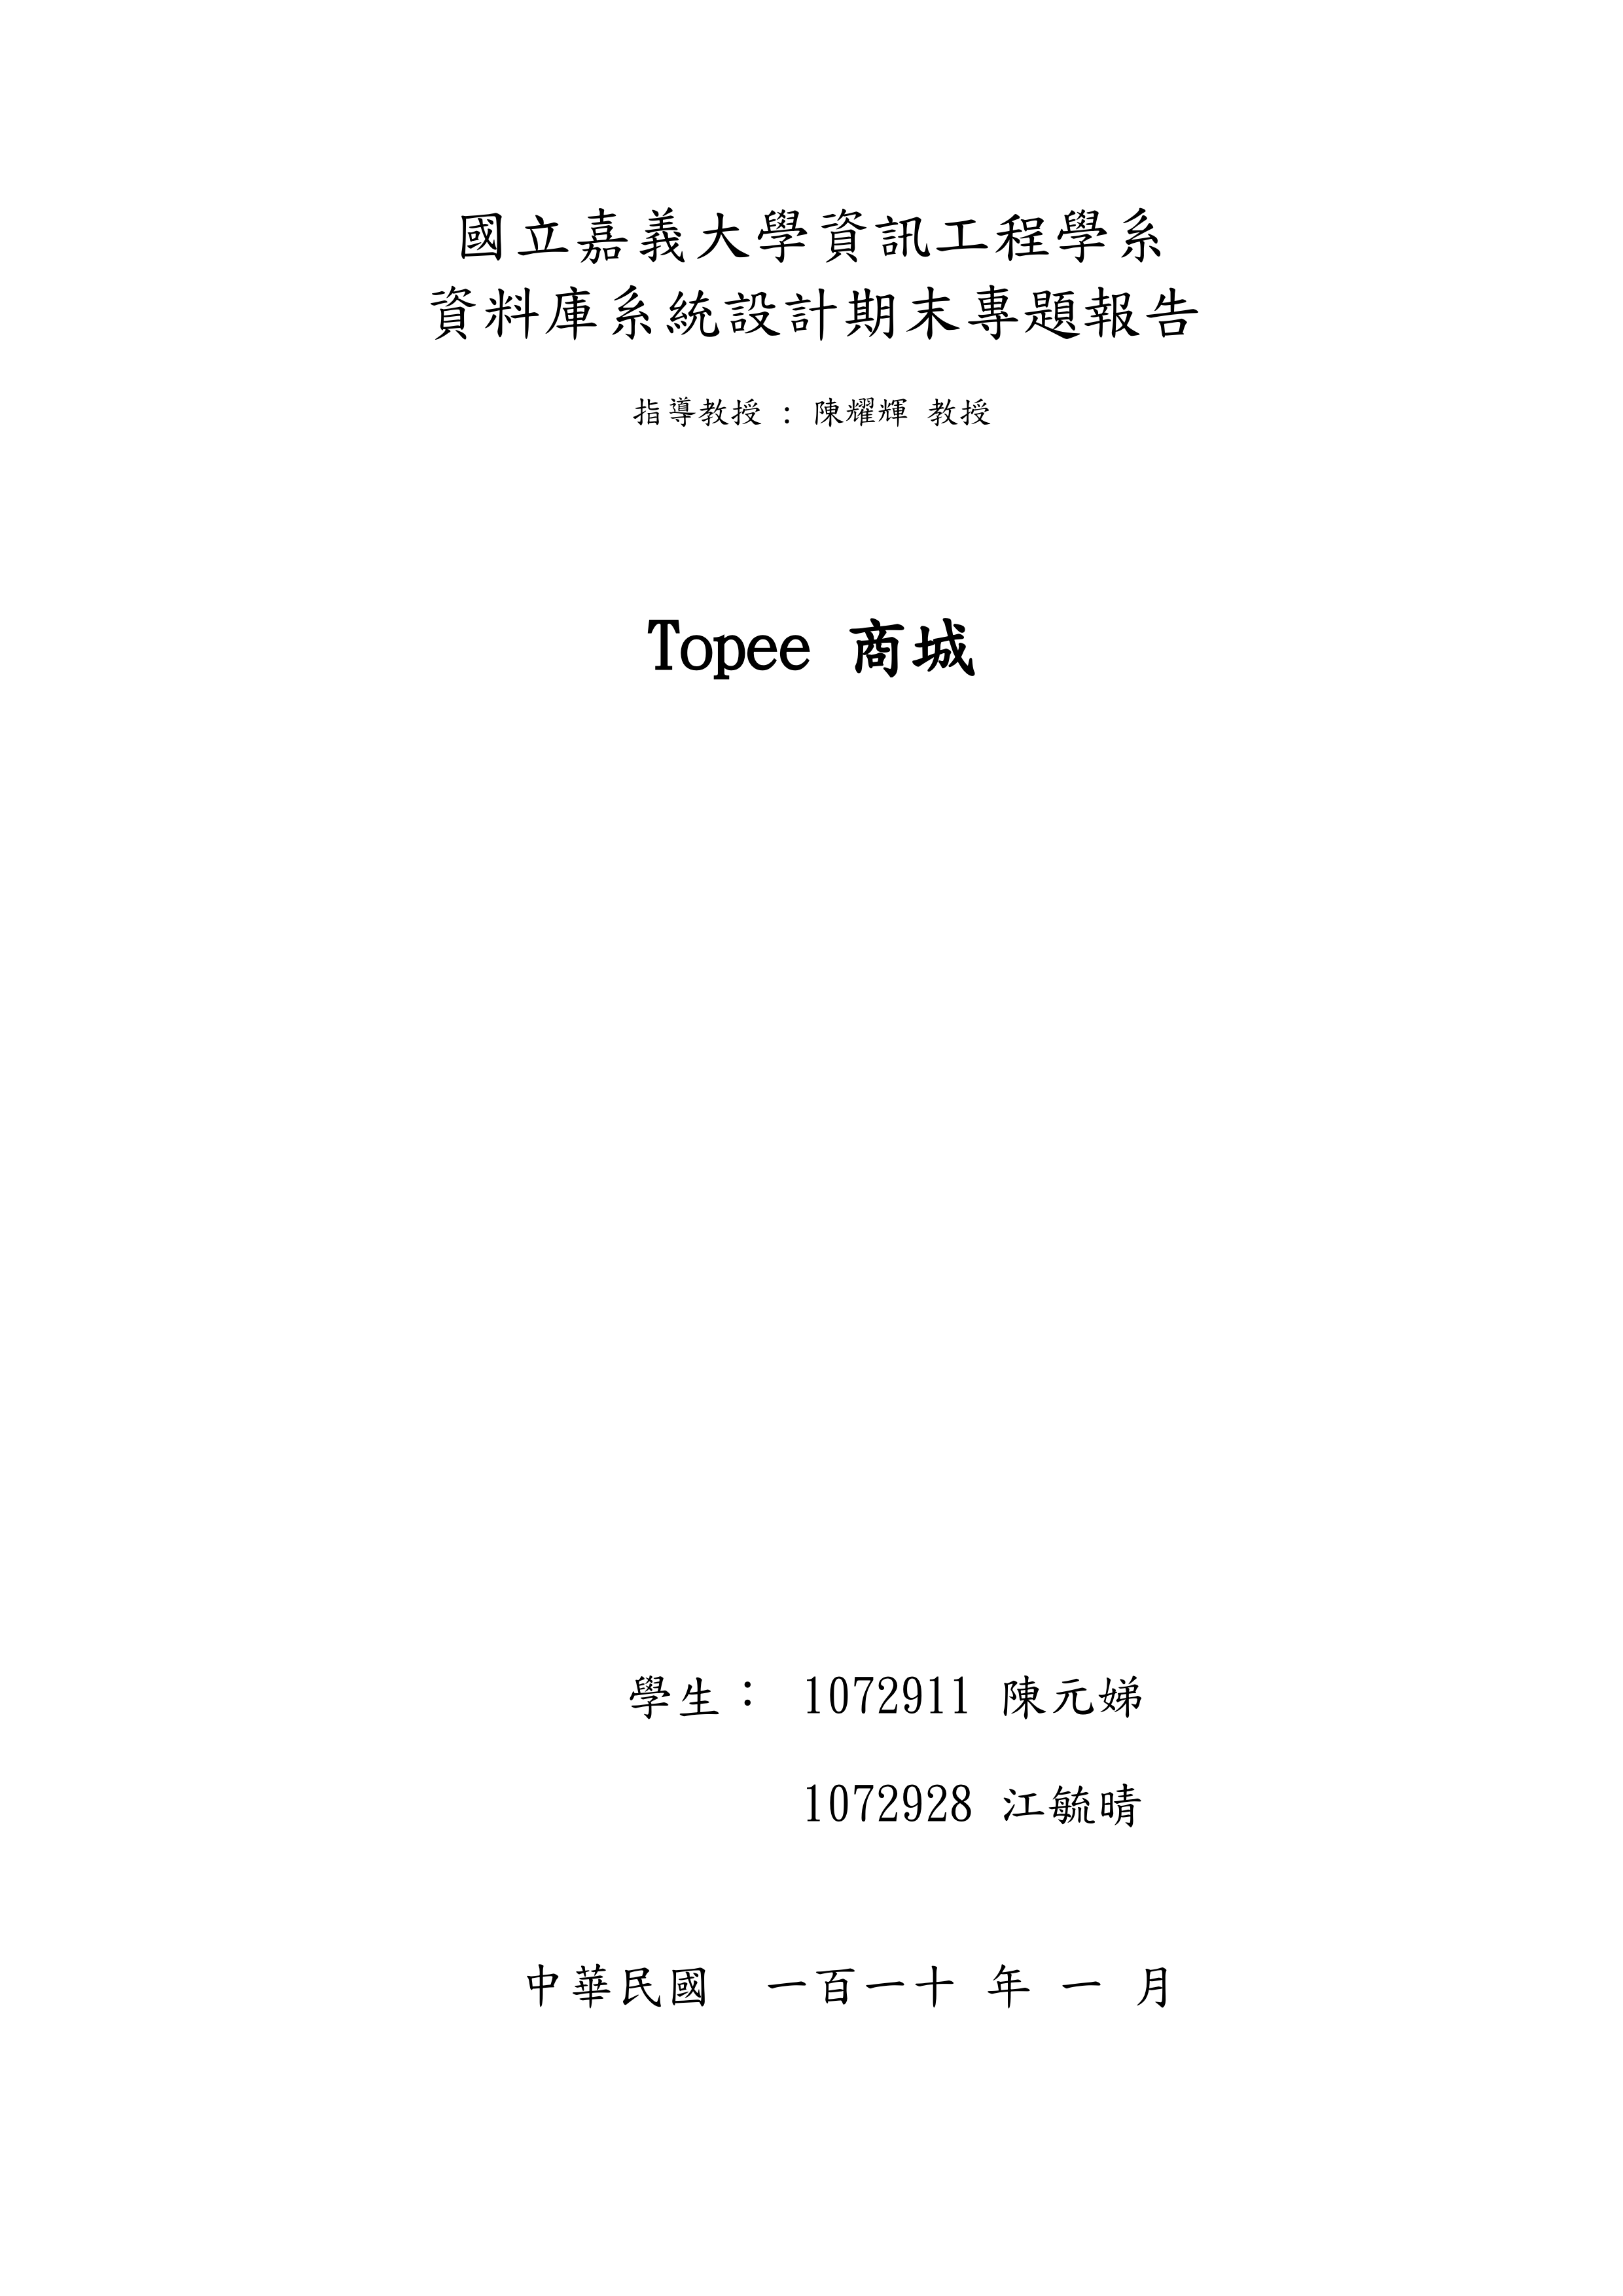 國立嘉義大學資訊工程學系
資料庫系統設計期末專題報告
指導教授 : 陳耀輝 教授
Topee 商城
學生： 1072911 陳元娣
1072928 江毓晴
中華民國 一百一十 年 一 月